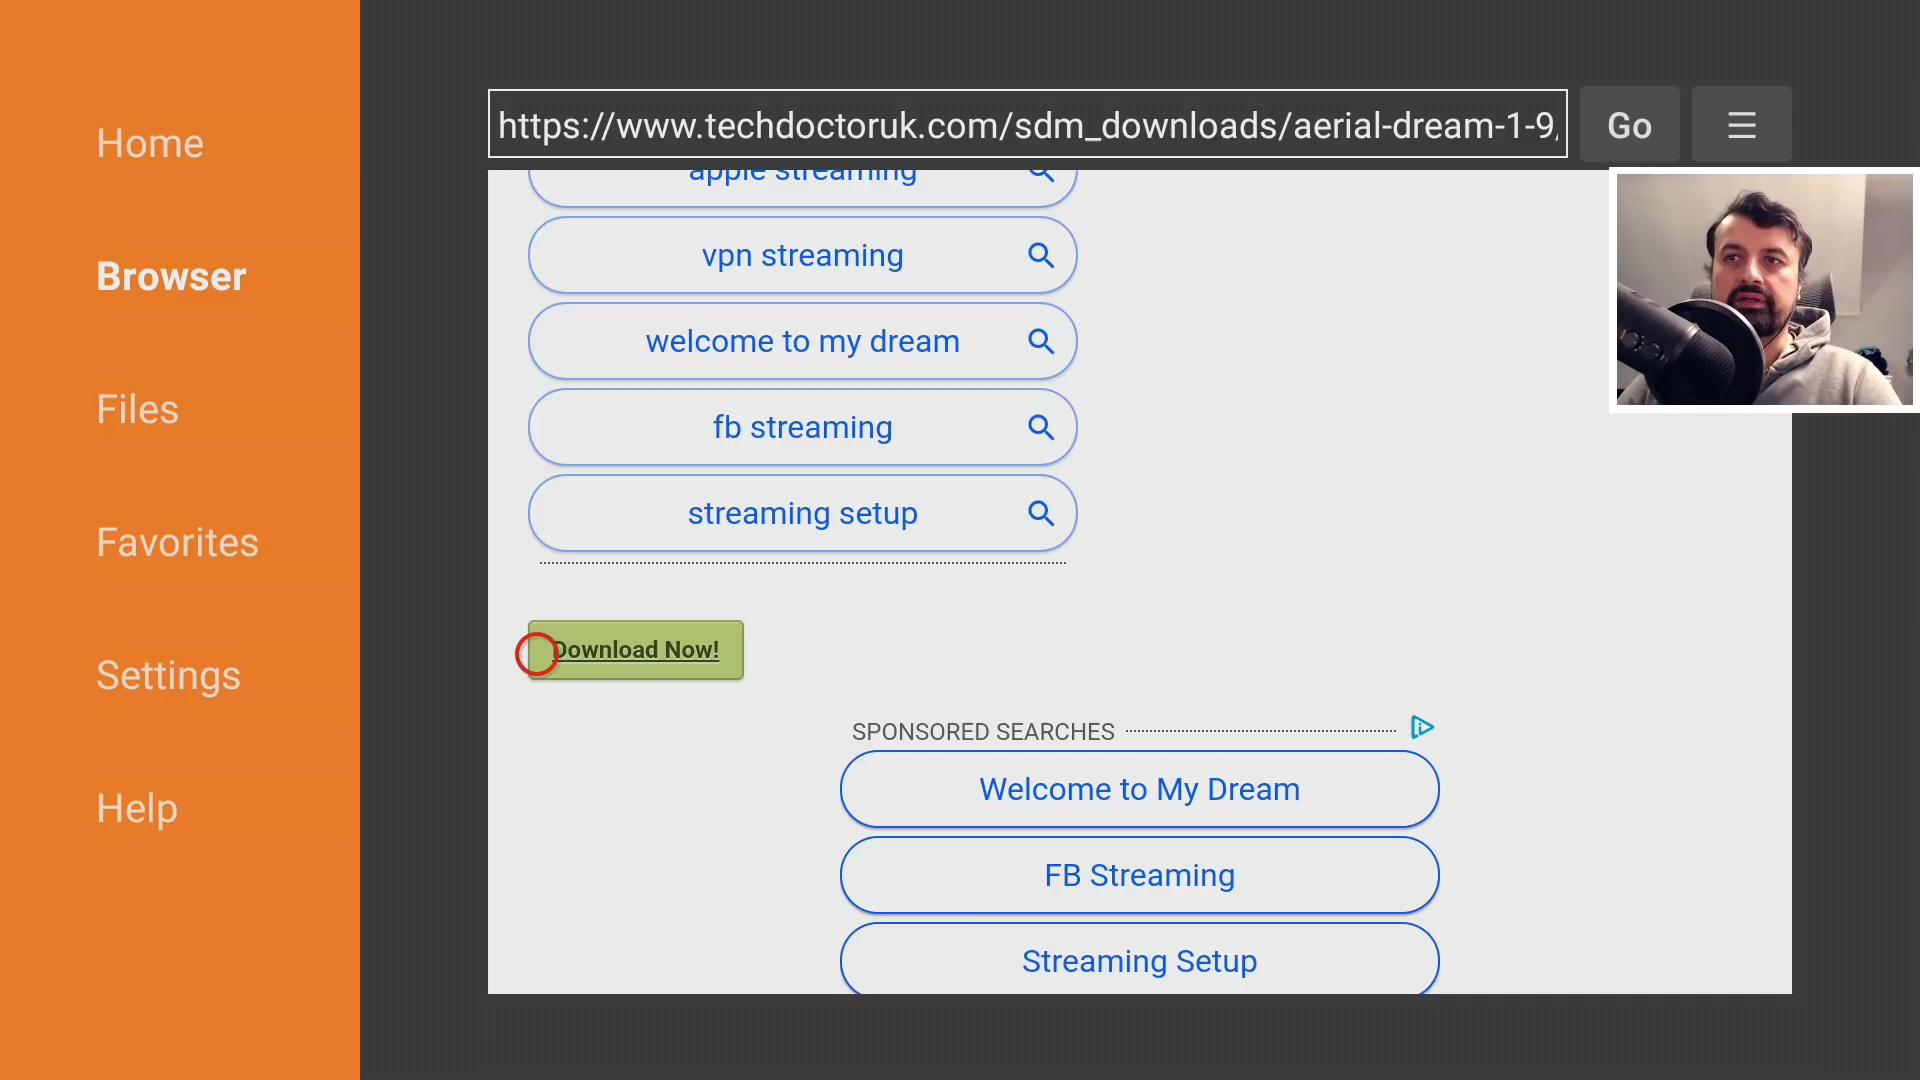 Home
Browser
Files
Favorites
Settings
Help
https://www.techdoctoruk.com/sdm_downloads/aerial-dream-1-9/
Go
apple streaming
vpn streaming
welcome to my dream
fb streaming
streaming setup
Download Now!
SPONSORED SEARCHES
Welcome to My Dream
FB Streaming
Streaming Setup